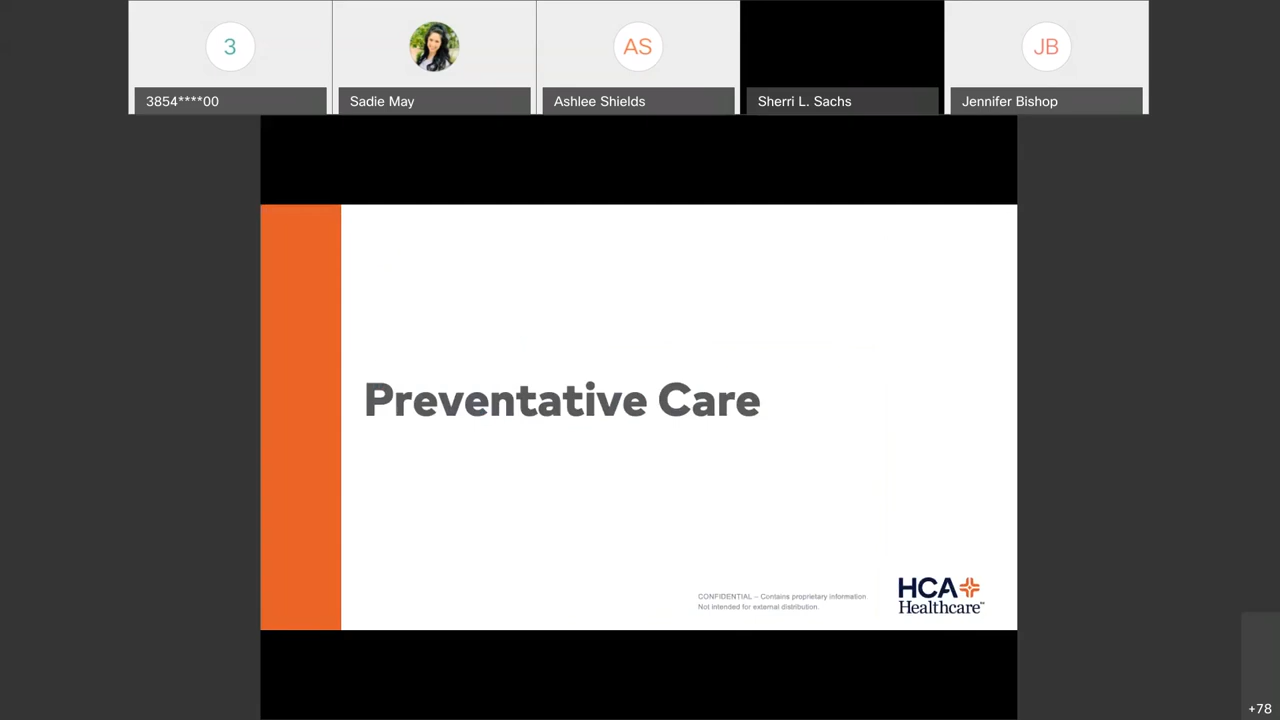 3
AS
JB
3854****00
Sadie May
Ashlee Shields
Sherri L. Sachs
Jennifer Bishop
Preventative Care
CONFIDENTIAL – Contains proprietary information
Not intended for external distribution.
HCA
Healthcare™
+78